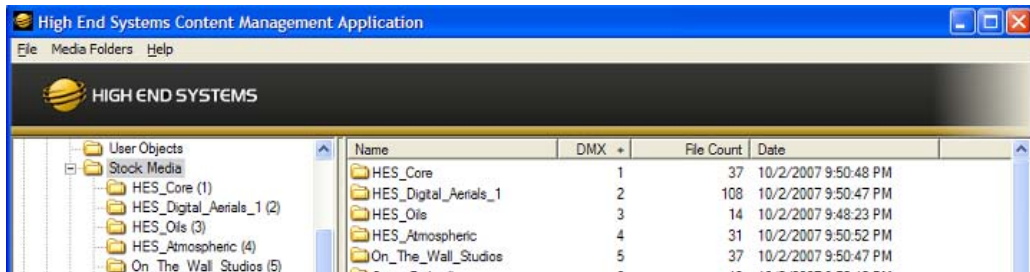 High End Systems Content Management Application
File Media Folders Help
HIGH END SYSTEMS
User Objects
Stock Media
HES_Core (1)
HES_Digital_Aerials_1 (2)
HES_Oils (3)
HES_Atmospheric (4)
On_The_Wall_Studios (5)
Name DMX + File Count Date
HES_Core 1 37 10/2/2007 9:50:48 PM
HES_Digital_Aerials_1 2 108 10/2/2007 9:50:47 PM
HES_Oils 3 14 10/2/2007 9:48:23 PM
HES_Atmospheric 4 31 10/2/2007 9:50:52 PM
On_The_Wall_Studios 5 37 10/2/2007 9:50:47 PM